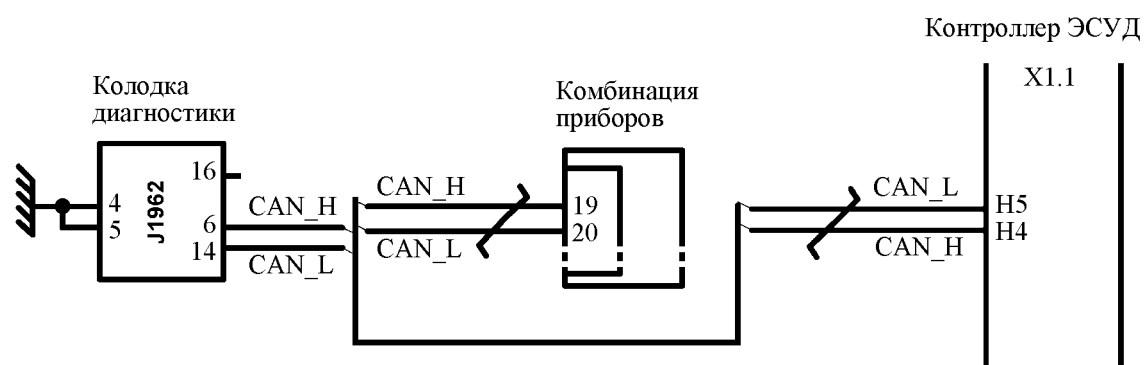 Контроллер ЭСУД
X1.1
Колодка
диагностики
Комбинация
приборов
16
4
5
J1962
6
14
CAN_H
CAN_L
CAN_H
CAN_L
19
20
CAN_L
CAN_H
H5
H4